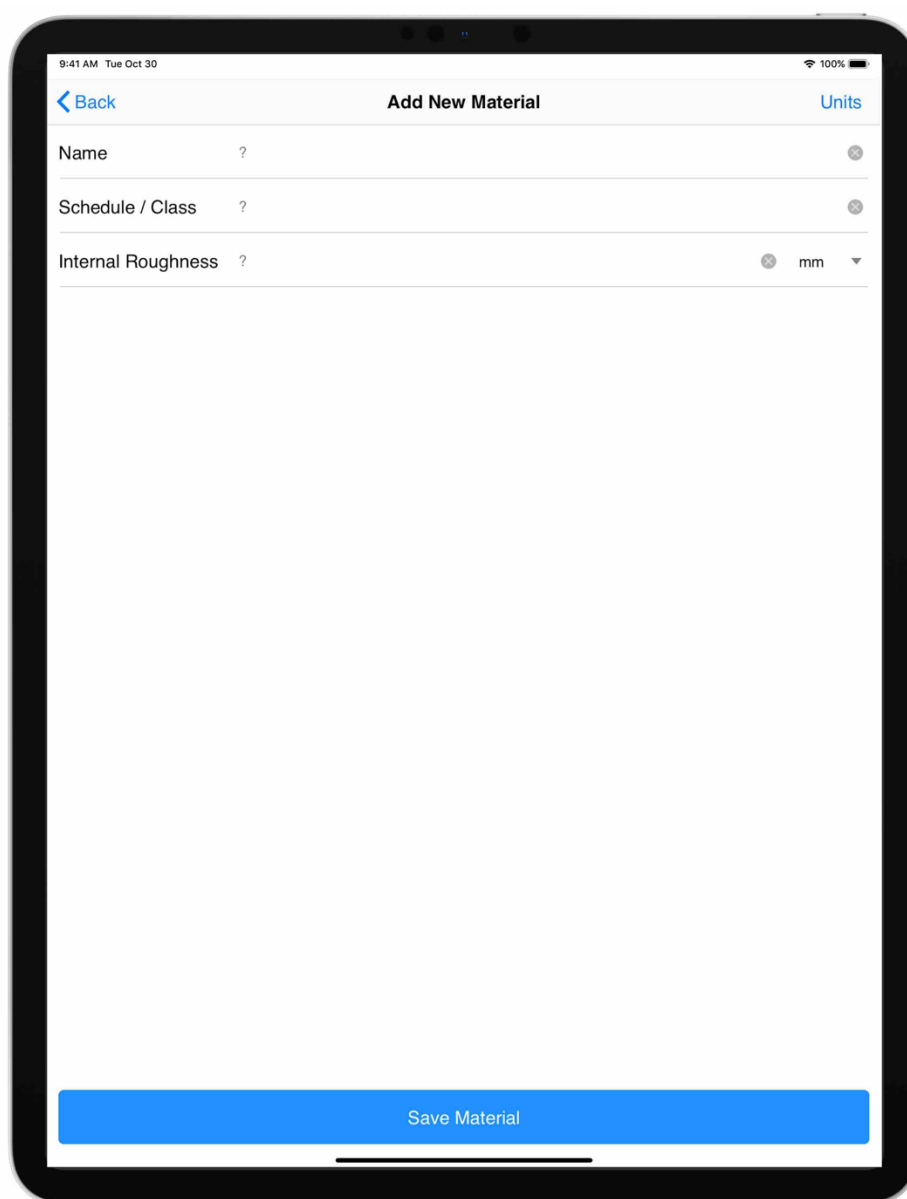 9:41 AM Tue Oct 30 100%
Back Add New Material Units
Name ?
Schedule / Class ?
Internal Roughness ? mm
Save Material